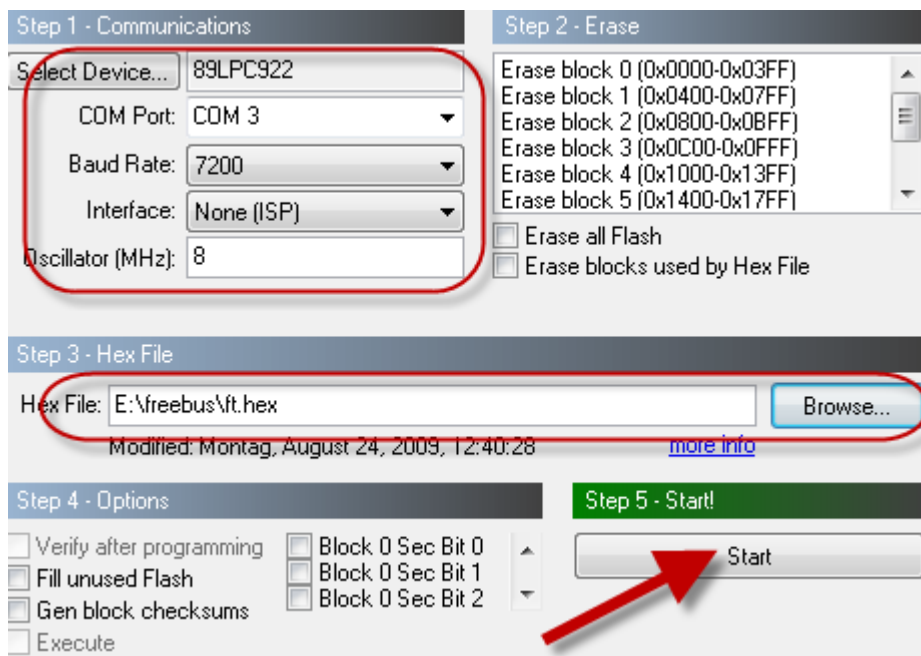 Step 1 - Communications
Select Device... 89LPC922
COM Port: COM 3
Baud Rate: 7200
Interface: None (ISP)
Oscillator (MHz): 8
Step 2 - Erase
Erase block 0 (0x0000-0x03FF)
Erase block 1 (0x0400-0x07FF)
Erase block 2 (0x0800-0x0BFF)
Erase block 3 (0x0C00-0x0FFF)
Erase block 4 (0x1000-0x13FF)
Erase block 5 (0x1400-0x17FF)
Erase all Flash
Erase blocks used by Hex File
Step 3 - Hex File
Hex File: E:\freebus\ft.hex Browse...
Modified: Montag, August 24, 2009, 12:40:28 more info
Step 4 - Options
Verify after programming
Fill unused Flash
Gen block checksums
Execute
Block 0 Sec Bit 0
Block 0 Sec Bit 1
Block 0 Sec Bit 2
Step 5 - Start!
Start